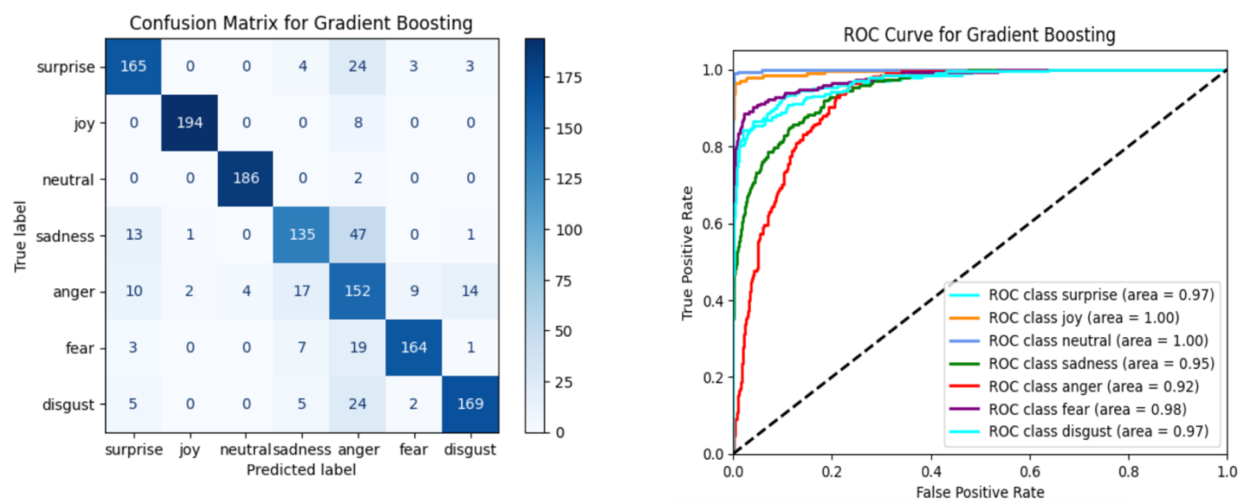 Confusion Matrix for Gradient Boosting
True label
surprise 165 0 0 4 24 3 3
joy 0 194 0 0 8 0 0
neutral 0 0 186 0 2 0 0
sadness 13 1 0 135 47 0 1
anger 10 2 4 17 152 9 14
fear 3 0 0 7 19 164 1
disgust 5 0 0 5 24 2 169
surprise joy neutral sadness anger fear disgust
Predicted label
175
150
125
100
75
50
25
0
ROC Curve for Gradient Boosting
True Positive Rate
1.0
0.8
0.6
0.4
0.2
0.0
ROC class surprise (area = 0.97)
ROC class joy (area = 1.00)
ROC class neutral (area = 1.00)
ROC class sadness (area = 0.95)
ROC class anger (area = 0.92)
ROC class fear (area = 0.98)
ROC class disgust (area = 0.97)
0.0 0.2 0.4 0.6 0.8 1.0
False Positive Rate